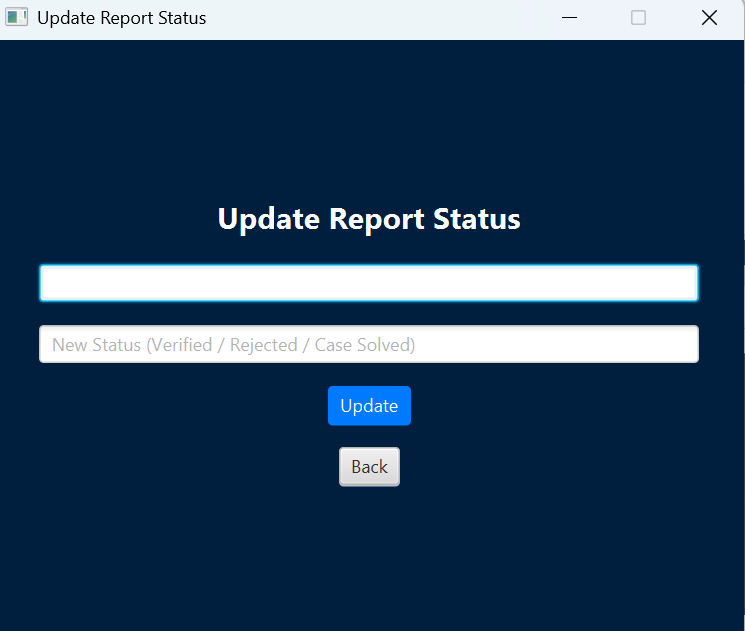 Update Report Status
Update Report Status
New Status (Verified / Rejected / Case Solved)
Update
Back